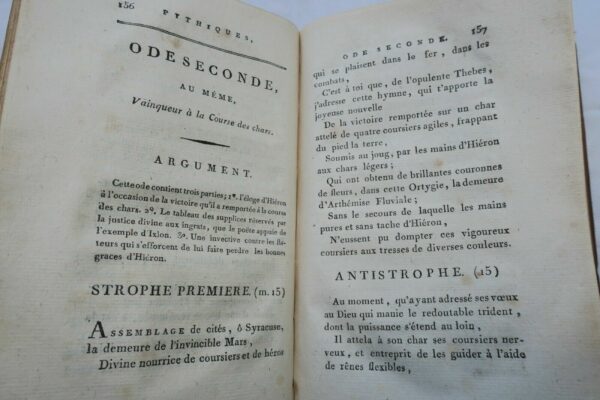 156
PYTHIQUES,
ODE SECONDE,
AU MÊME,
Vainqueur à la Course des chars.
ARGUMENT.
Cette ode contient trois parties; 1º. l'éloge d'Hiéron
à l'occasion de la victoire qu'il a remportée à la course
des chars. 2º. Le tableau des supplices réservés par
la justice divine aux ingrats, que le poëte appuie de
l'exemple d'Ixlon. 3º. Une invective contre les flat-
teurs qui s'efforcent de lui faire perdre les bonnes
graces d'Hiéron.
STROPHE PREMIERE. (m. 15)
ASSEMBLAGE de cités, ô Syracuse,
la demeure de l'invincible Mars,
Divine nourrice de coursiers et de héros
ODE SECONDE. 157
qui se plaisent dans le fer, dans les
combats,
C'est à toi que, de l'opulente Thebes,
j'adresse cette hymne, qui t'apporte la
joyeuse nouvelle
De la victoire remportée sur un char
attelé de quatre coursiers agiles, frappant
du pied la terre,
Soumis au joug, par les mains d'Hiéron
aux chars légers;
Qui ont obtenu de brillantes couronnes
de fleurs, dans cette Ortygie, la demeure
d'Arthémise Fluviale;
Sans le secours de laquelle les mains
pures et sans tache d'Hiéron,
N'eussent pu dompter ces vigoureux
coursiers aux tresses de diverses couleurs.
ANTISTROPHE. (15)
Au moment, qu'ayant adressé ses vœux
au Dieu qui manie le redoutable trident,
dont la puissance s'étend au loin,
Il attela à son char ses coursiers ner-
veux, et entreprit de les guider à l'aide
de rênes flexibles,